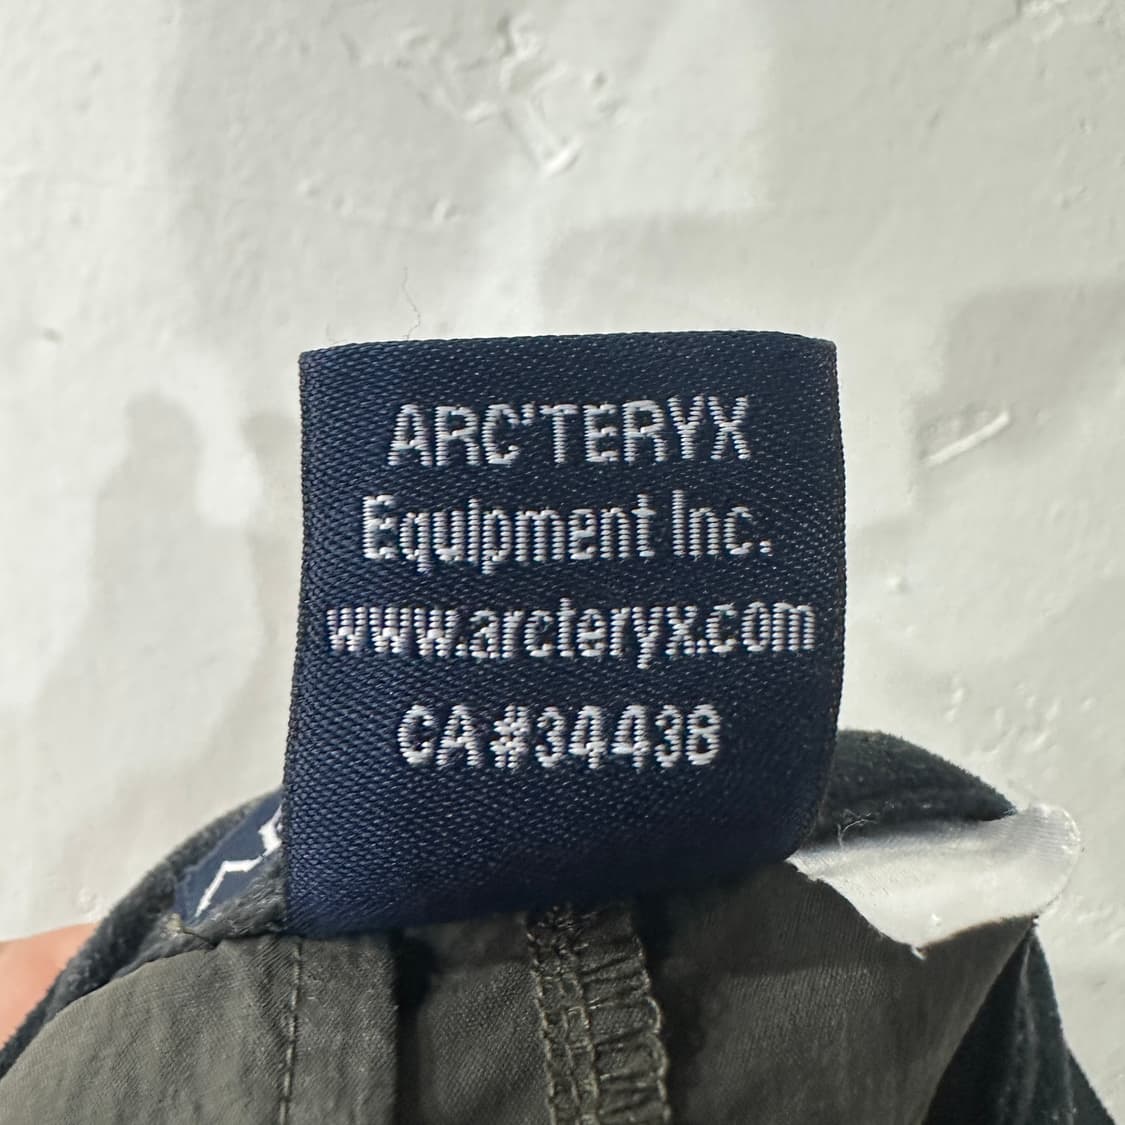 ARC'TERYX
Equipment Inc.
www.arcteryx.com
CA#34438